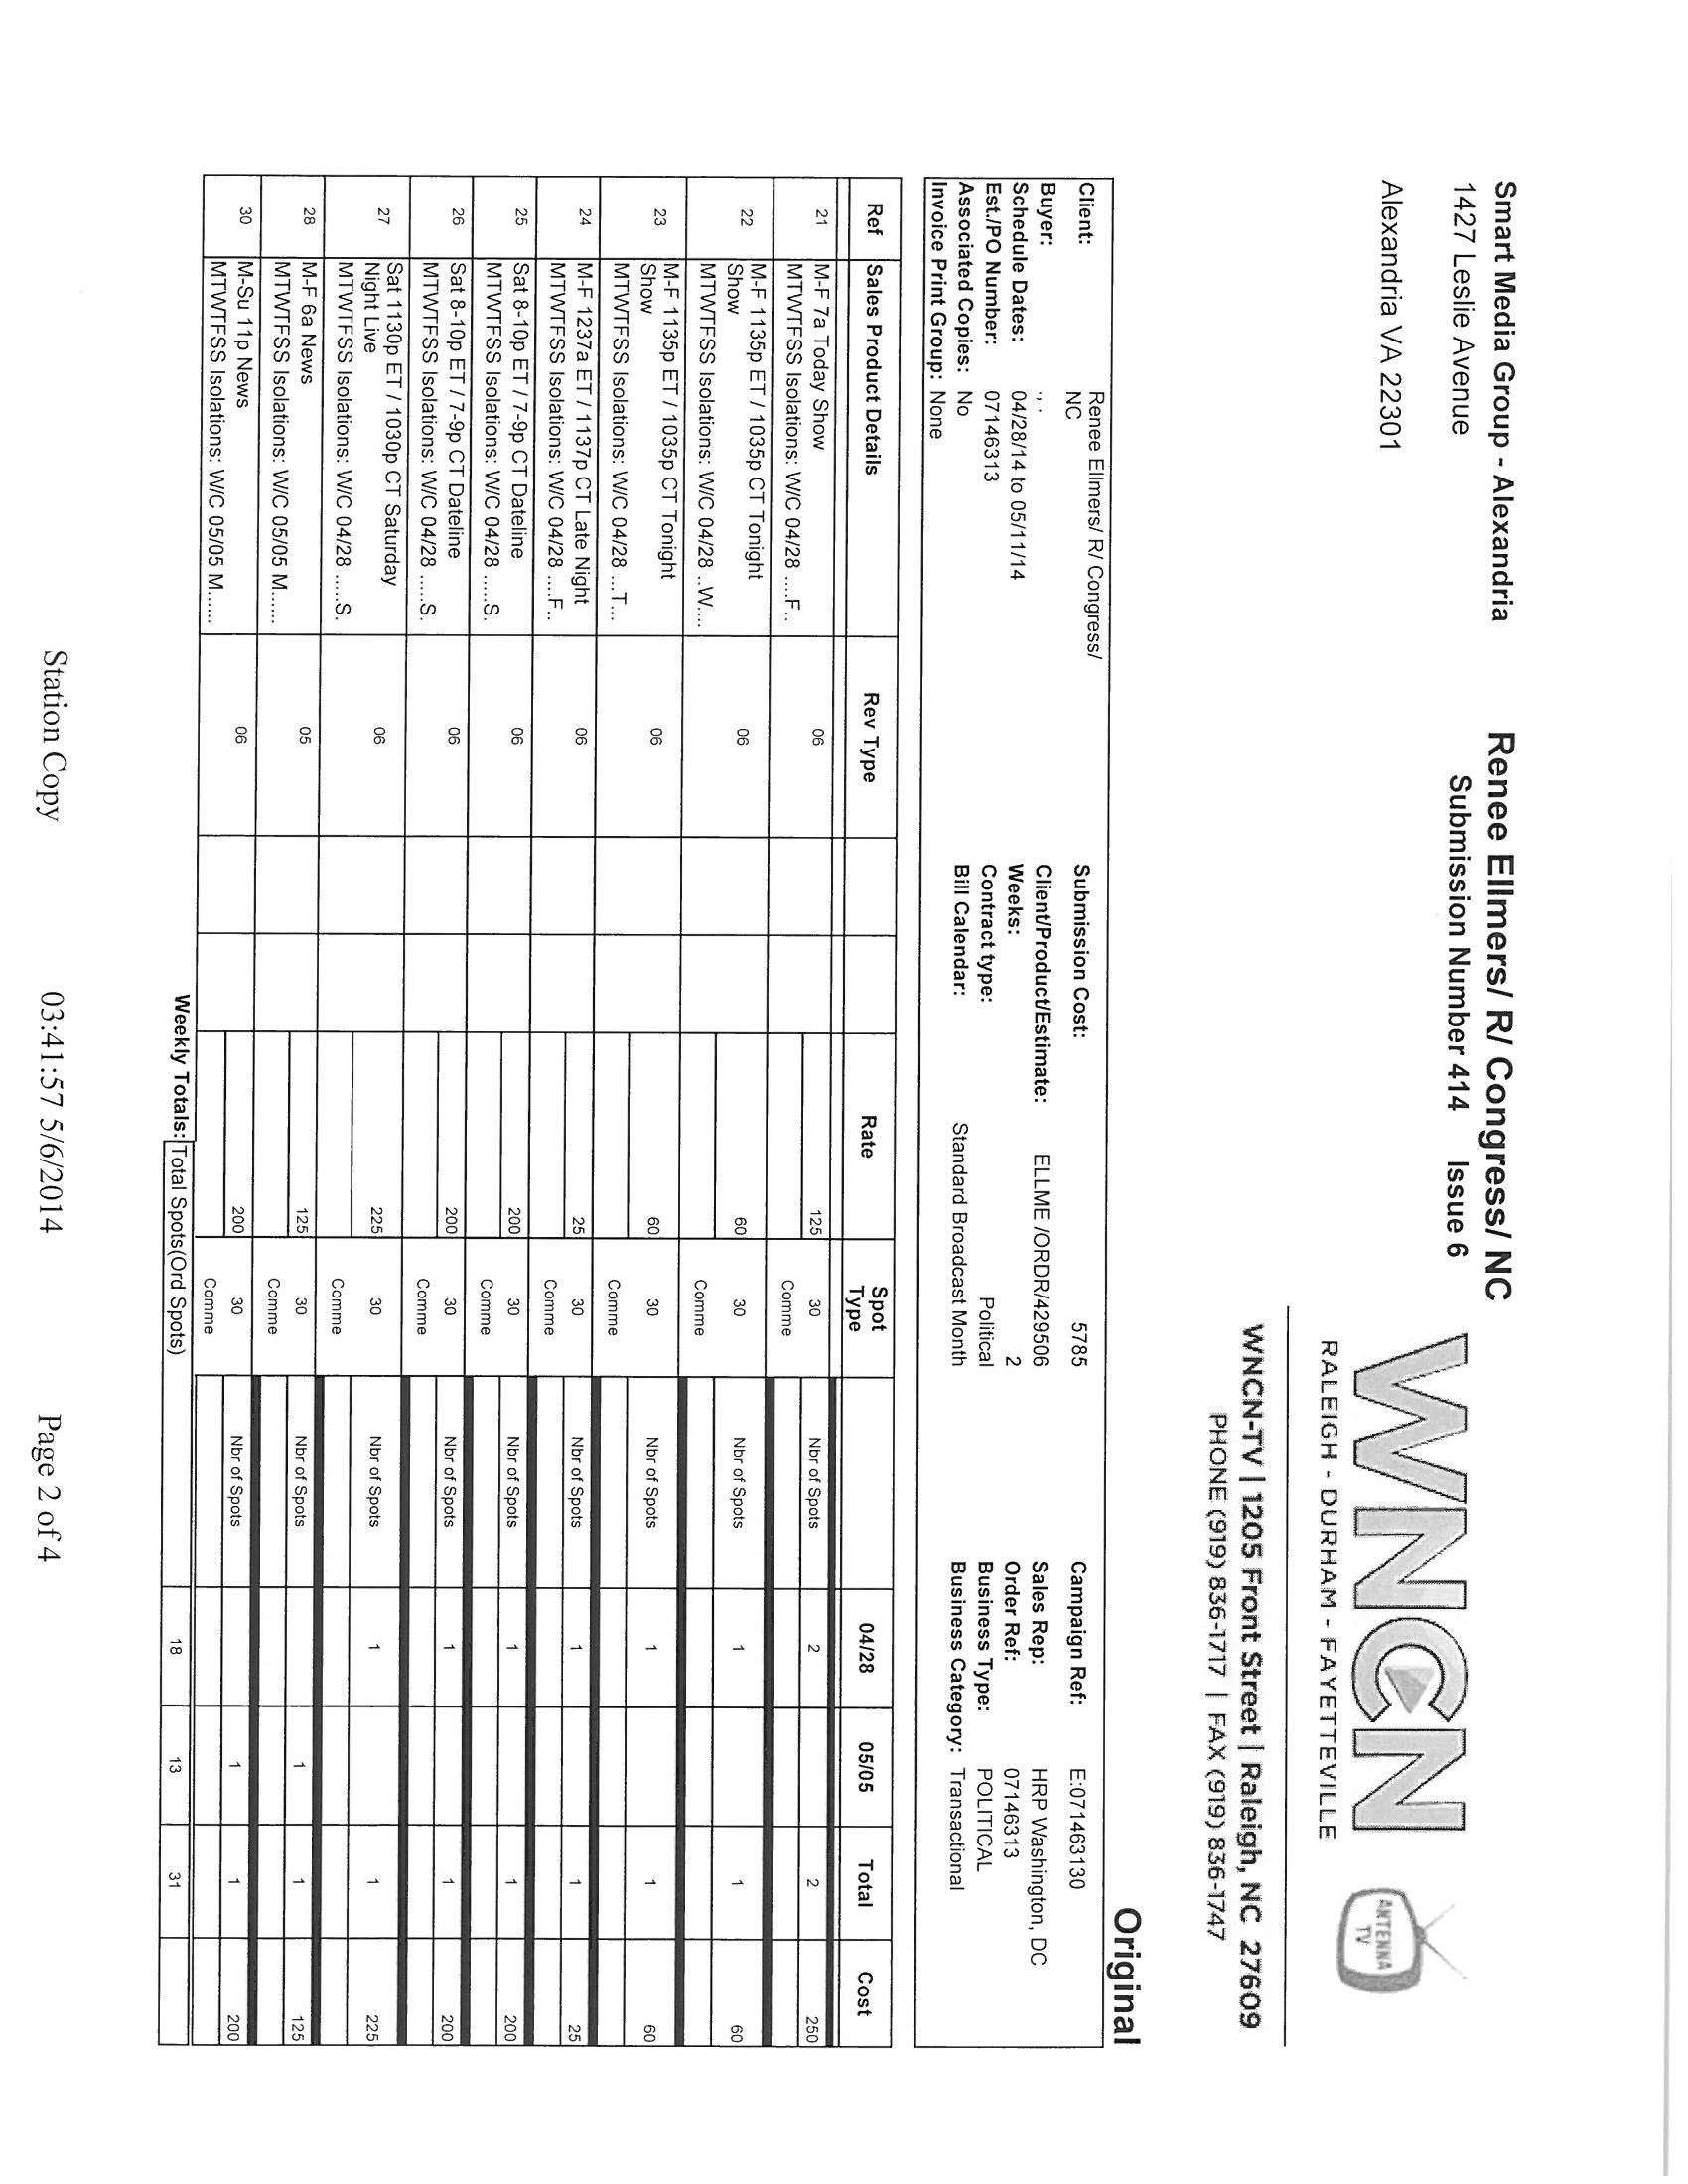 Smart Media Group - Alexandria
1427 Leslie Avenue
Alexandria VA 22301
Renee Ellmers/ R/ Congress/ NC
Submission Number 414 Issue 6
WNCN
RALEIGH - DURHAM - FAYETTEVILLE
ANTENNA TV
WNCN-TV | 1205 Front Street | Raleigh, NC 27609
PHONE (919) 836-1717 | FAX (919) 836-1747
Original
Client: Renee Ellmers/ R/ Congress/ NC
Buyer: ., .
Schedule Dates: 04/28/14 to 05/11/14
Est./PO Number: 07146313
Associated Copies: No
Invoice Print Group: None
Submission Cost: 5785
Client/Product/Estimate: ELLME /ORDR/429506
Weeks: 2
Contract type: Political
Bill Calendar: Standard Broadcast Month
Campaign Ref: E:071463130
Sales Rep: HRP Washington, DC
Order Ref: 07146313
Business Type: POLITICAL
Business Category: Transactional
Ref Sales Product Details Rev Type Rate Spot Type 04/28 05/05 Total Cost
21 M-F 7a Today Show 06 125 30 Nbr of Spots 2 2 250
MTWTFSS Isolations: W/C 04/28 ....F.. Comme
22 M-F 1135p ET / 1035p CT Tonight Show 06 60 30 Nbr of Spots 1 1 60
MTWTFSS Isolations: W/C 04/28 ..W.... Comme
23 M-F 1135p ET / 1035p CT Tonight Show 06 60 30 Nbr of Spots 1 1 60
MTWTFSS Isolations: W/C 04/28 ...T... Comme
24 M-F 1237a ET / 1137p CT Late Night 06 25 30 Nbr of Spots 1 1 25
MTWTFSS Isolations: W/C 04/28 ....F.. Comme
25 Sat 8-10p ET / 7-9p CT Dateline 06 200 30 Nbr of Spots 1 1 200
MTWTFSS Isolations: W/C 04/28 .....S. Comme
26 Sat 8-10p ET / 7-9p CT Dateline 06 200 30 Nbr of Spots 1 1 200
MTWTFSS Isolations: W/C 04/28 .....S. Comme
27 Sat 1130p ET / 1030p CT Saturday Night Live 06 225 30 Nbr of Spots 1 1 225
MTWTFSS Isolations: W/C 04/28 .....S. Comme
28 M-F 6a News 05 125 30 Nbr of Spots 1 1 125
MTWTFSS Isolations: W/C 05/05 M...... Comme
30 M-Su 11p News 06 200 30 Nbr of Spots 1 1 200
MTWTFSS Isolations: W/C 05/05 M...... Comme
Weekly Totals: Total Spots(Ord Spots) 18 13 31
Station Copy 03:41:57 5/6/2014 Page 2 of 4